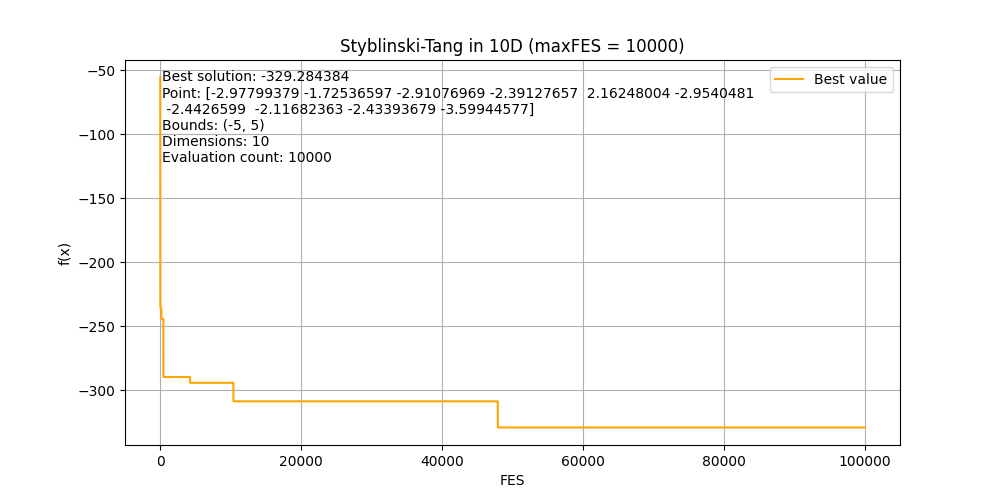 Styblinski-Tang in 10D (maxFES = 10000)
Best solution: -329.284384
Point: [-2.97799379 -1.72536597 -2.91076969 -2.39127657  2.16248004 -2.9540481
-2.4426599  -2.11682363 -2.43393679 -3.59944577]
Bounds: (-5, 5)
Dimensions: 10
Evaluation count: 10000
Best value
−50
−100
−150
−200
−250
−300
f(x)
0
20000
40000
60000
80000
100000
FES